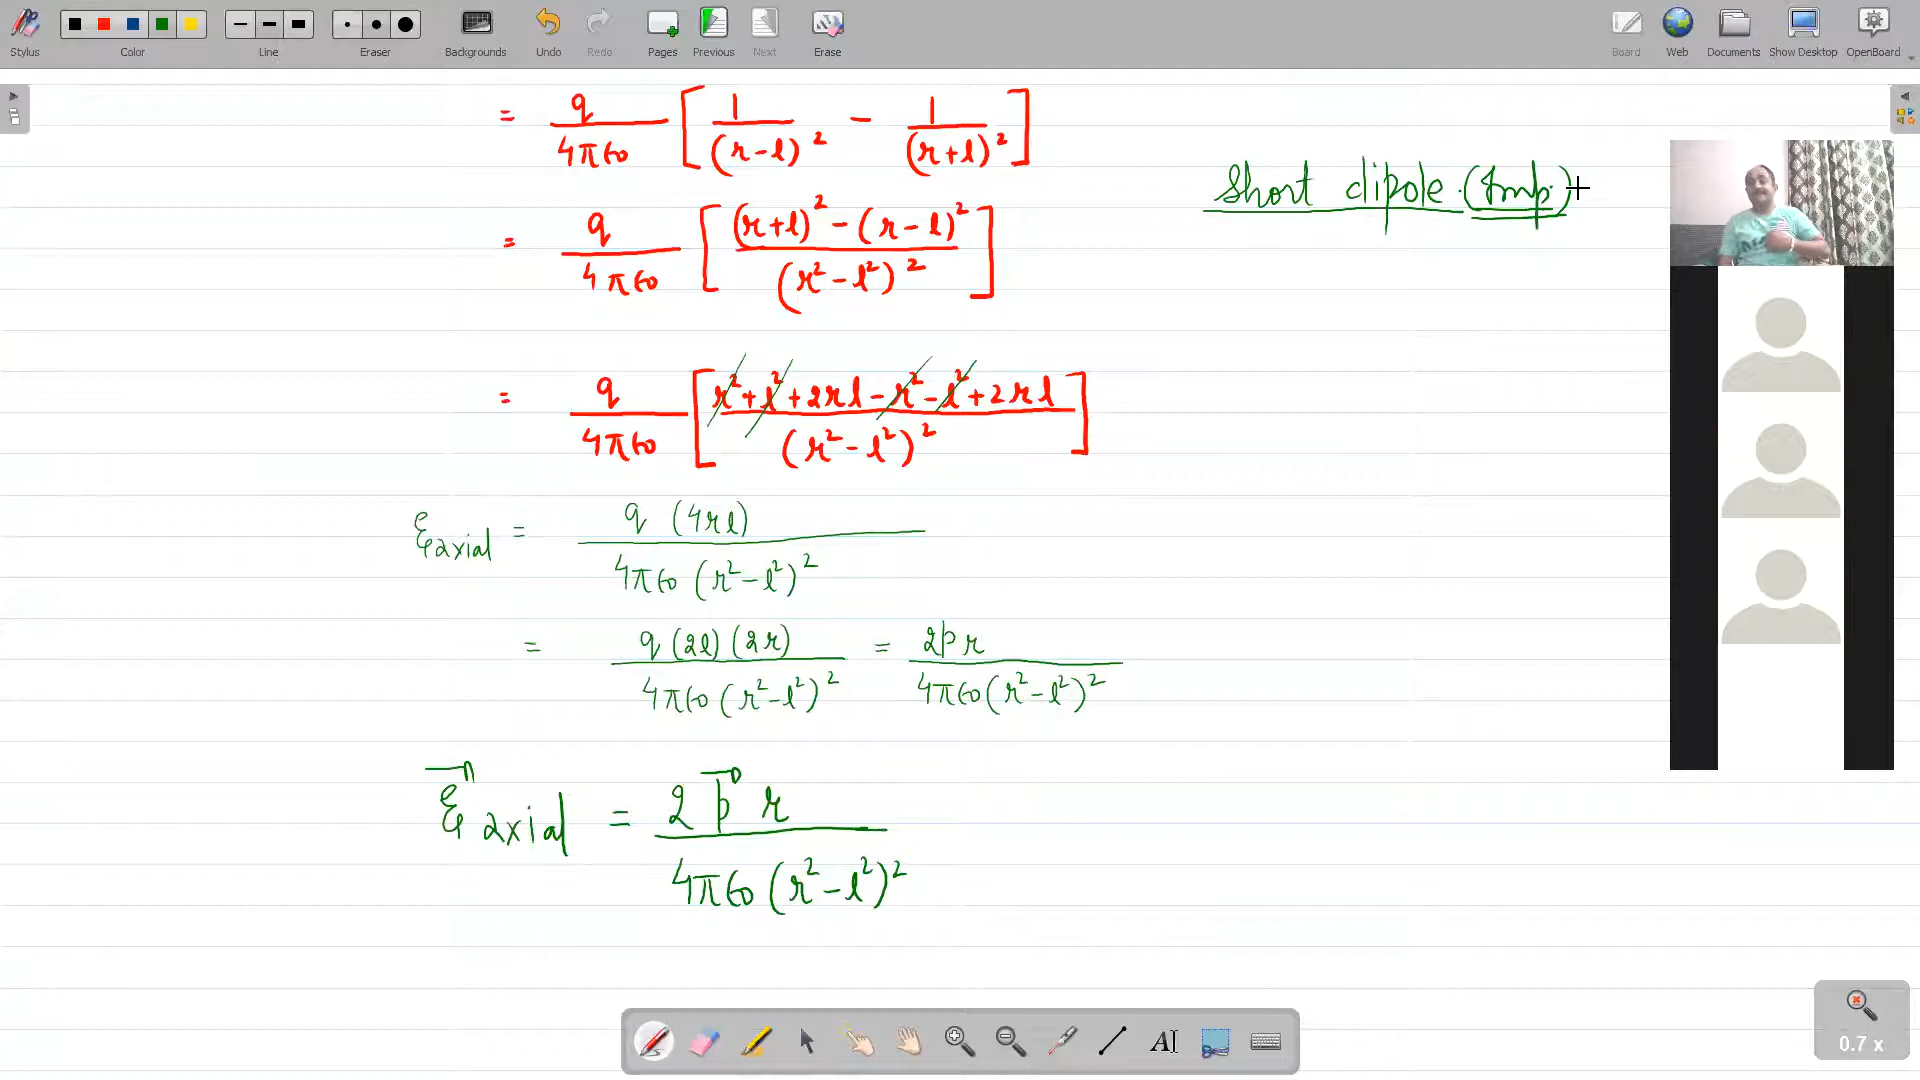 Stylus Color Line Eraser Backgrounds Undo Redo Pages Previous Next Erase Board Web Documents Show Desktop OpenBoard
= q / 4πϵ0 [ 1 / (r-l)² - 1 / (r+l)² ]
= q / 4πϵ0 [ (r+l)² - (r-l)² / (r² - l²)² ]
= q / 4πϵ0 [ r² + l² + 2rl - r² - l² + 2rl / (r² - l²)² ]
Eaxial = q (4rl) / 4πϵ0 (r² - l²)²
= q (2l) (2r) / 4πϵ0 (r² - l²)² = 2pr / 4πϵ0 (r² - l²)²
E⃗axial = 2 p⃗ r / 4πϵ0 (r² - l²)²
Short dipole. (Imp)
AI
0.7 x